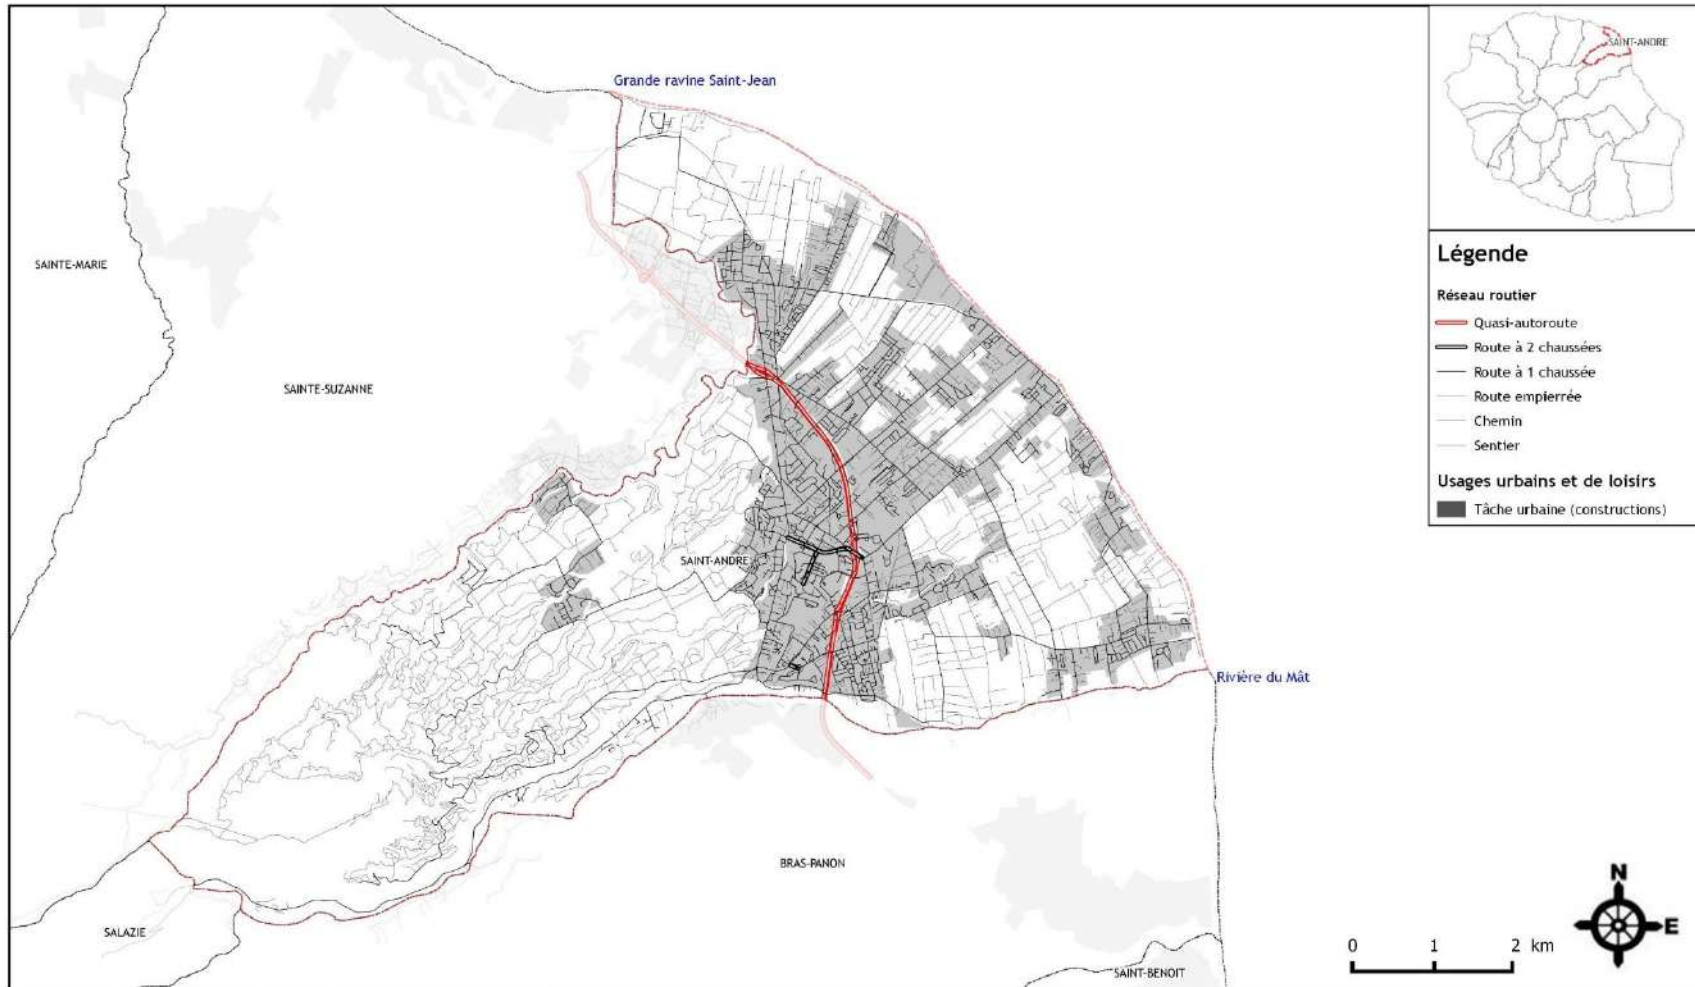 Grande ravine Saint-Jean
SAINTE-MARIE
SAINTE-SUZANNE
SAINT-ANDRE
Rivière du Mât
BRAS-PANON
SALAZIE
SAINT-BENOIT
SAINT-ANDRE
Légende
Réseau routier
Quasi-autoroute
Route à 2 chaussées
Route à 1 chaussée
Route empierrée
Chemin
Sentier
Usages urbains et de loisirs
Tâche urbaine (constructions)
0 1 2 km
N
E